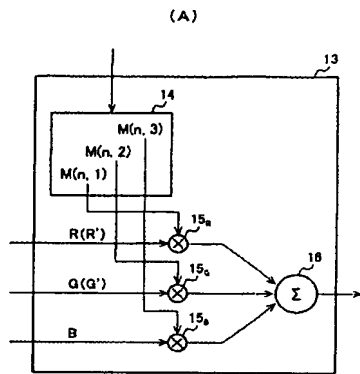 (A)
13
14
M(n, 3)
M(n, 2)
M(n, 1)
15R
R(R')
16
15G
G(G')
Σ
15B
B